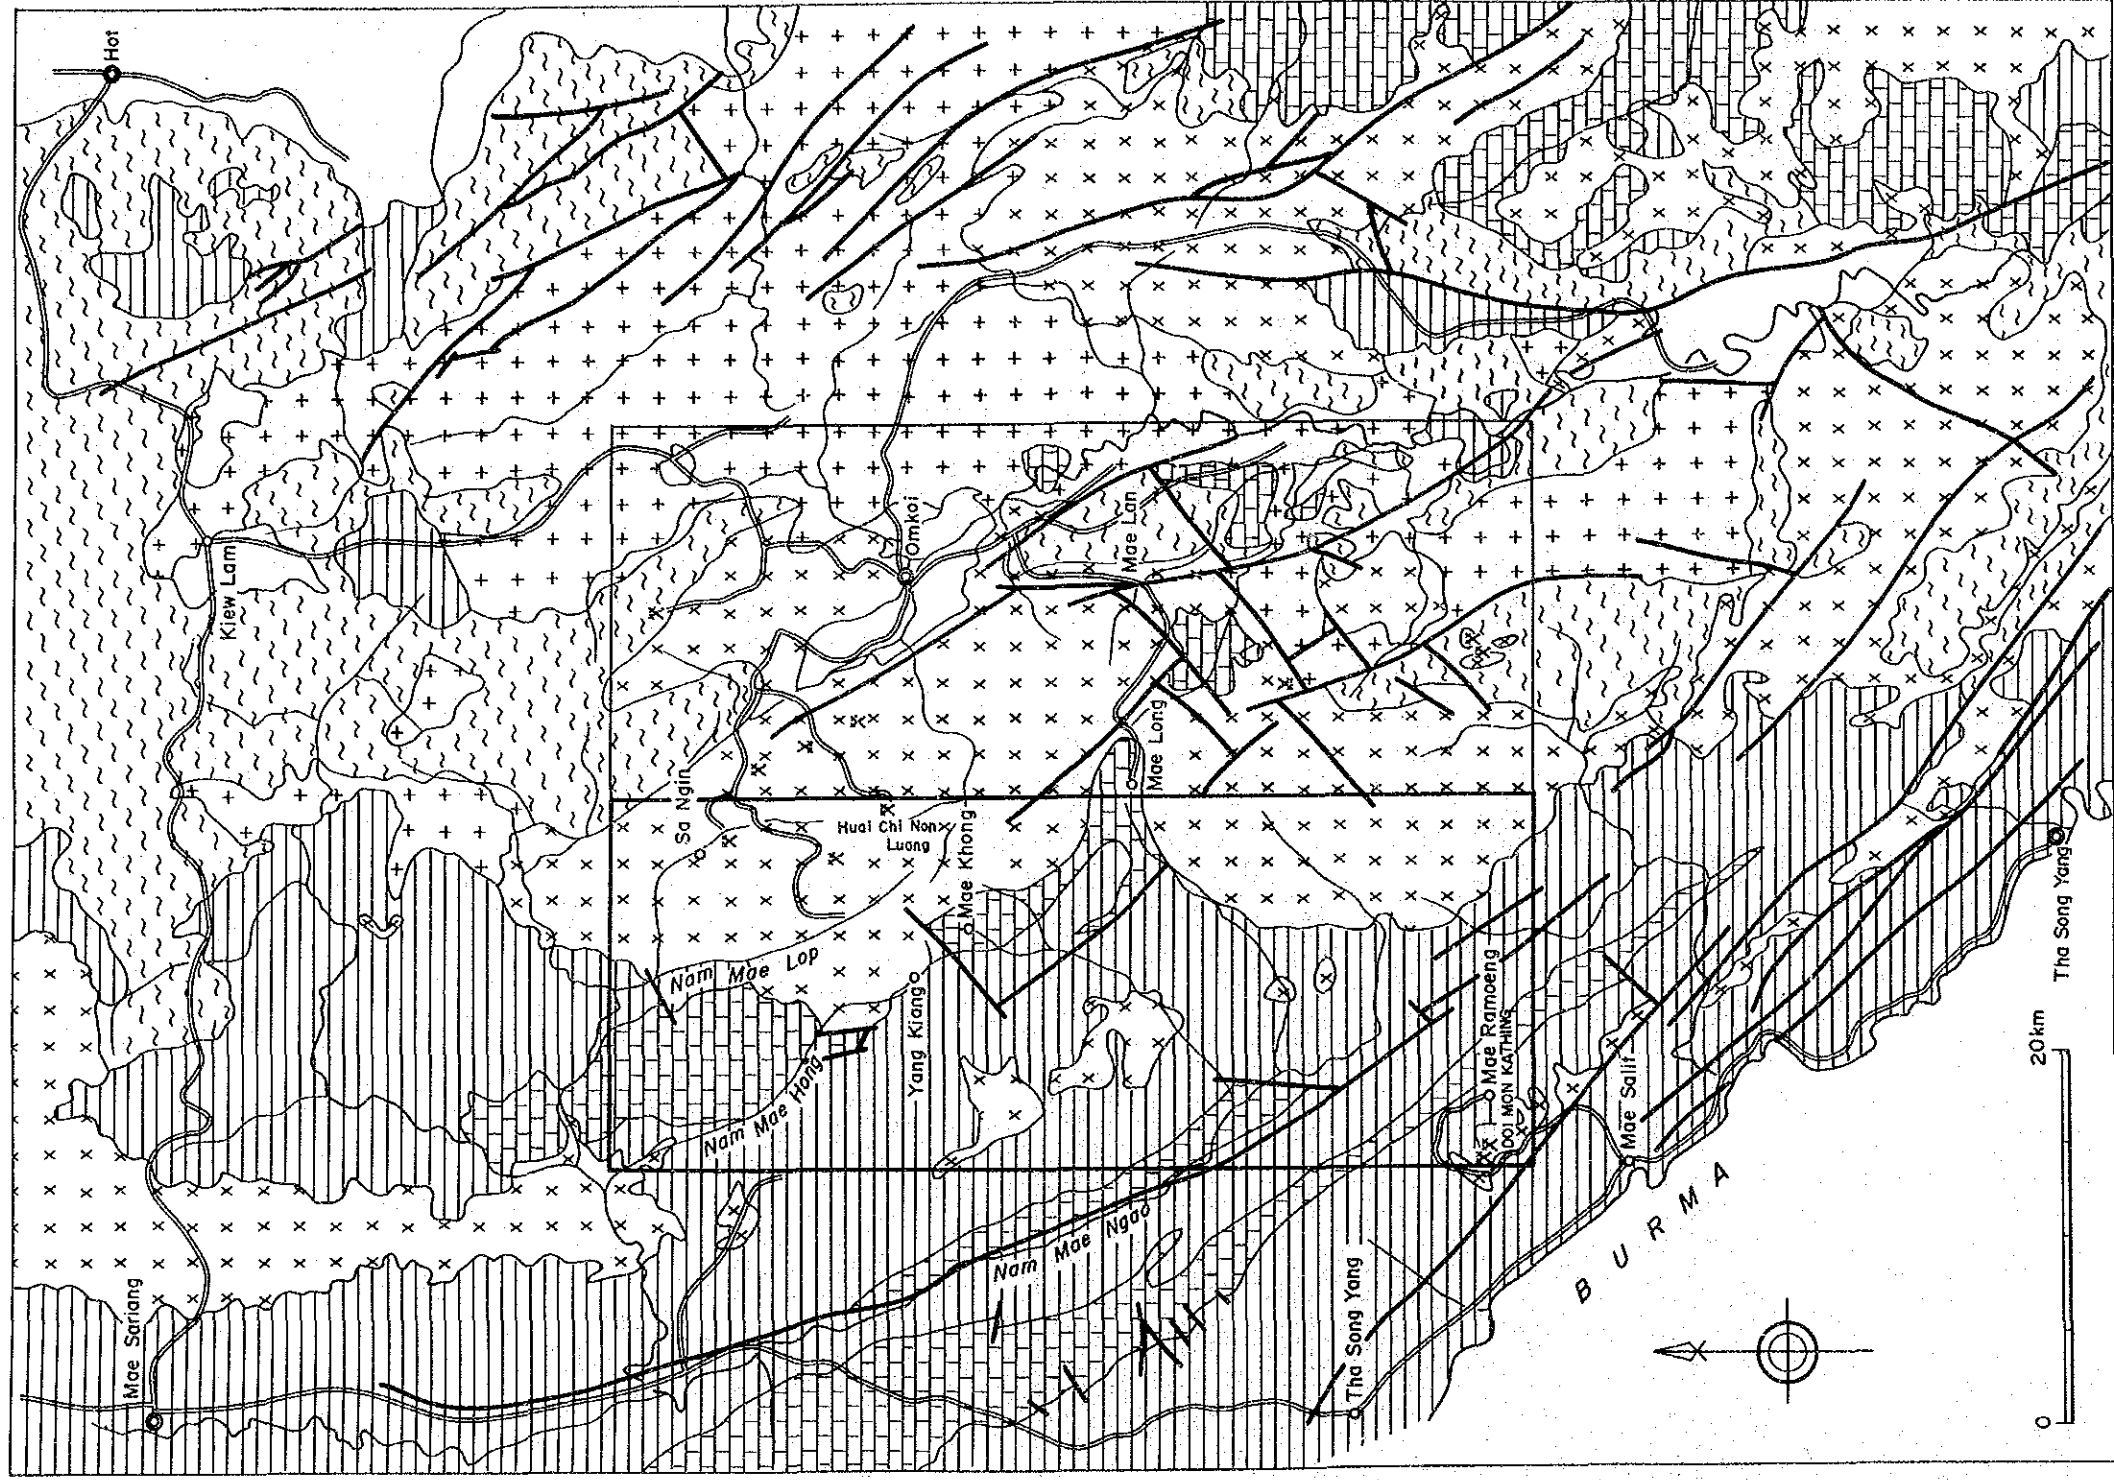 Hot
Kiew Lam
Omkoi
Mae Lan
Sa Ngin
Mae Long
Huai Chi Non
Luang
Mae Khong
Nam Mae Lop
Yang Kiang
Nam Mae Hong
Mae Ramoeng
DOI MON KATHING
Mae Salit
Tha Song Yang
Mae Sariang
Nam Mae Ngao
Tha Song Yang
BURMA
0
20km